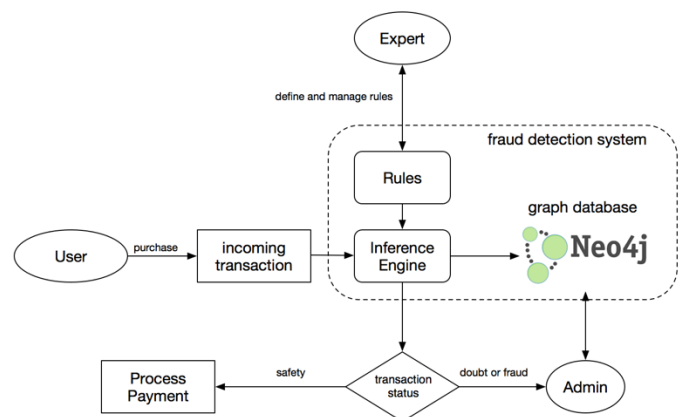 Expert
define and manage rules
fraud detection system
Rules
graph database
User
purchase
incoming
transaction
Inference
Engine
Neo4j
Process
Payment
safety
transaction
status
doubt or fraud
Admin